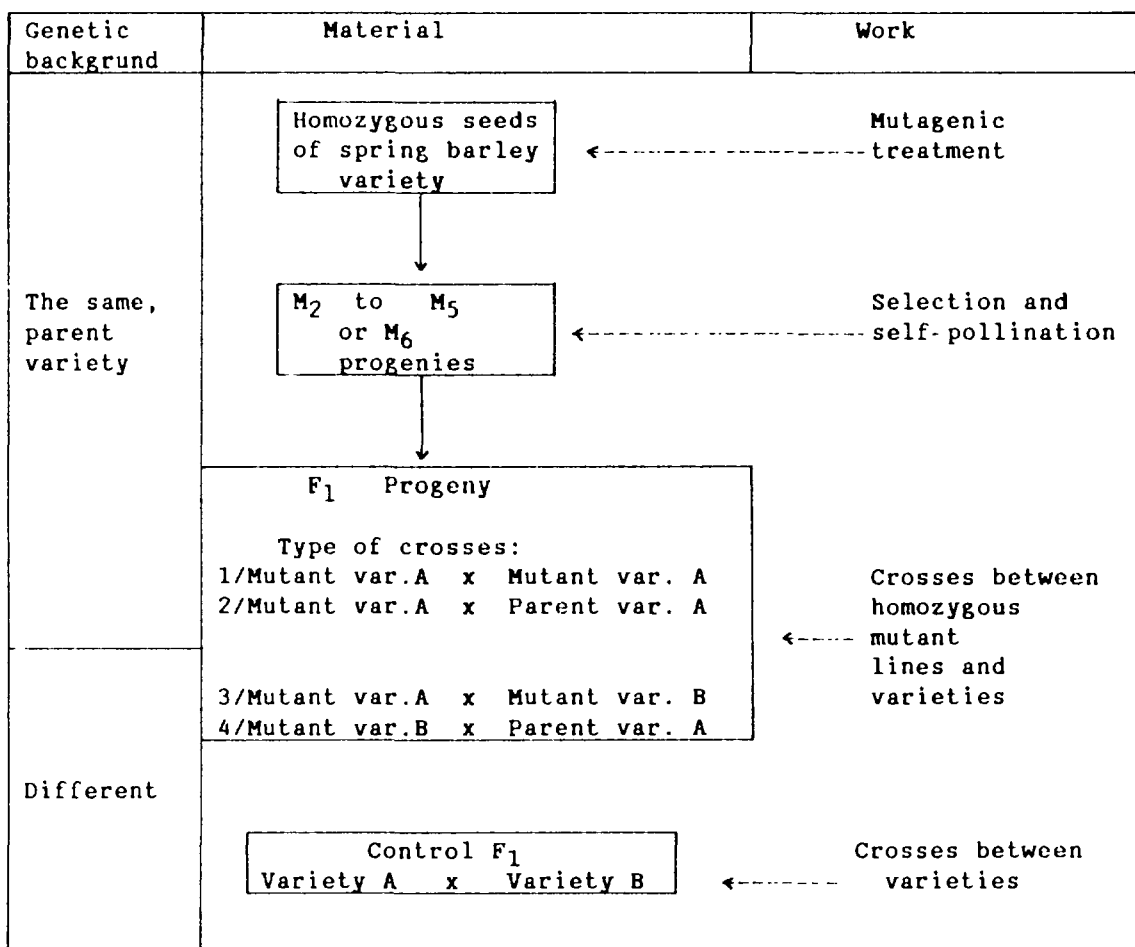 Genetic backgrund
Material
Work
Homozygous seeds
of spring barley
variety
Mutagenic
treatment
The same,
parent
variety
M2 to M5
or M6
progenies
Selection and
self-pollination
F1 Progeny
Type of crosses:
1/Mutant var.A x Mutant var. A
2/Mutant var.A x Parent var. A
3/Mutant var.A x Mutant var. B
4/Mutant var.B x Parent var. A
Crosses between
homozygous
mutant
lines and
varieties
Different
Control F1
Variety A x Variety B
Crosses between
varieties